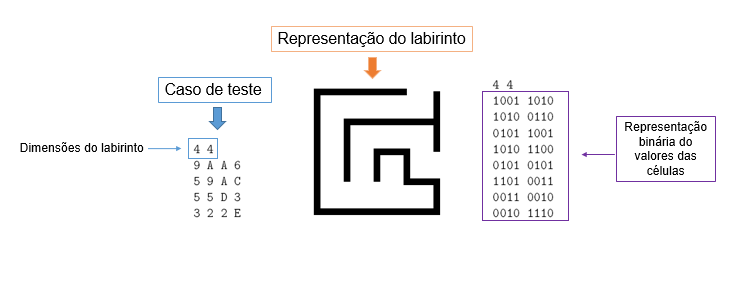 Representação do labirinto
Caso de teste
Dimensões do labirinto
4 4
9 A A 6
5 9 A C
5 5 D 3
3 2 2 E
4 4
1001 1010
1010 0110
0101 1001
1010 1100
0101 0101
1101 0011
0011 0010
0010 1110
Representação
binária do
valores das
células